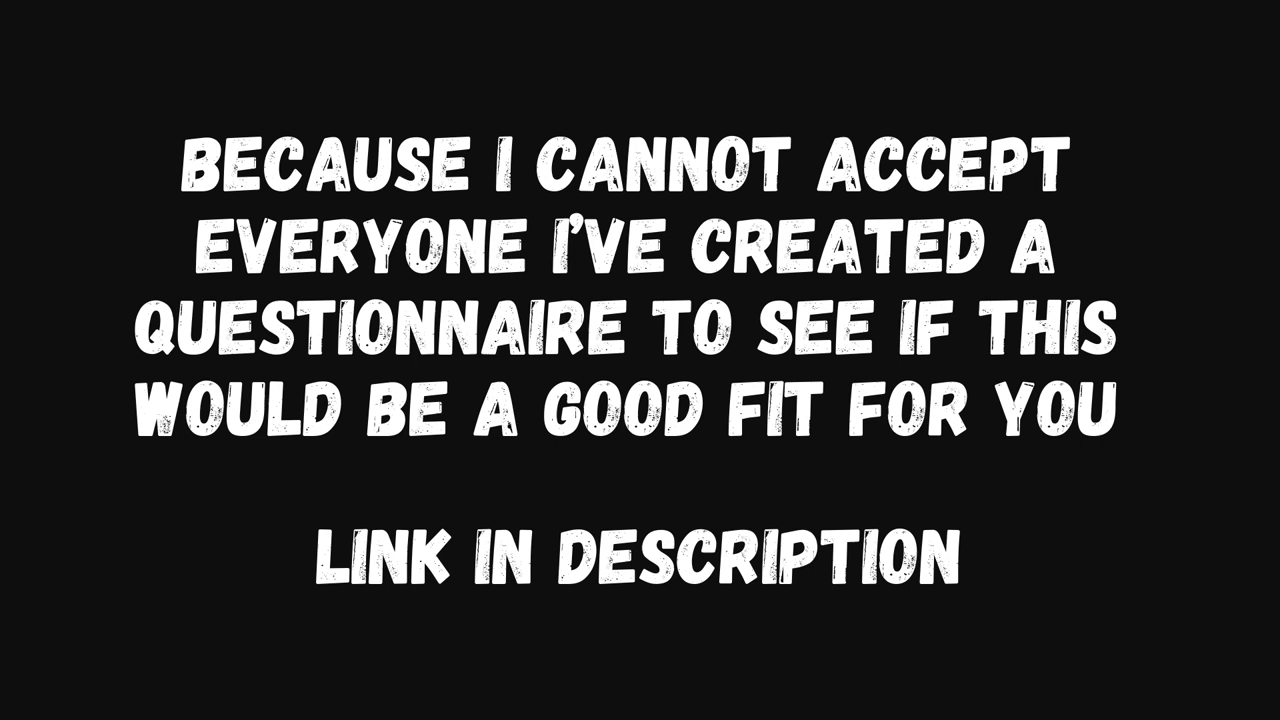 BECAUSE I CANNOT ACCEPT
EVERYONE I'VE CREATED A
QUESTIONNAIRE TO SEE IF THIS
WOULD BE A GOOD FIT FOR YOU
LINK IN DESCRIPTION